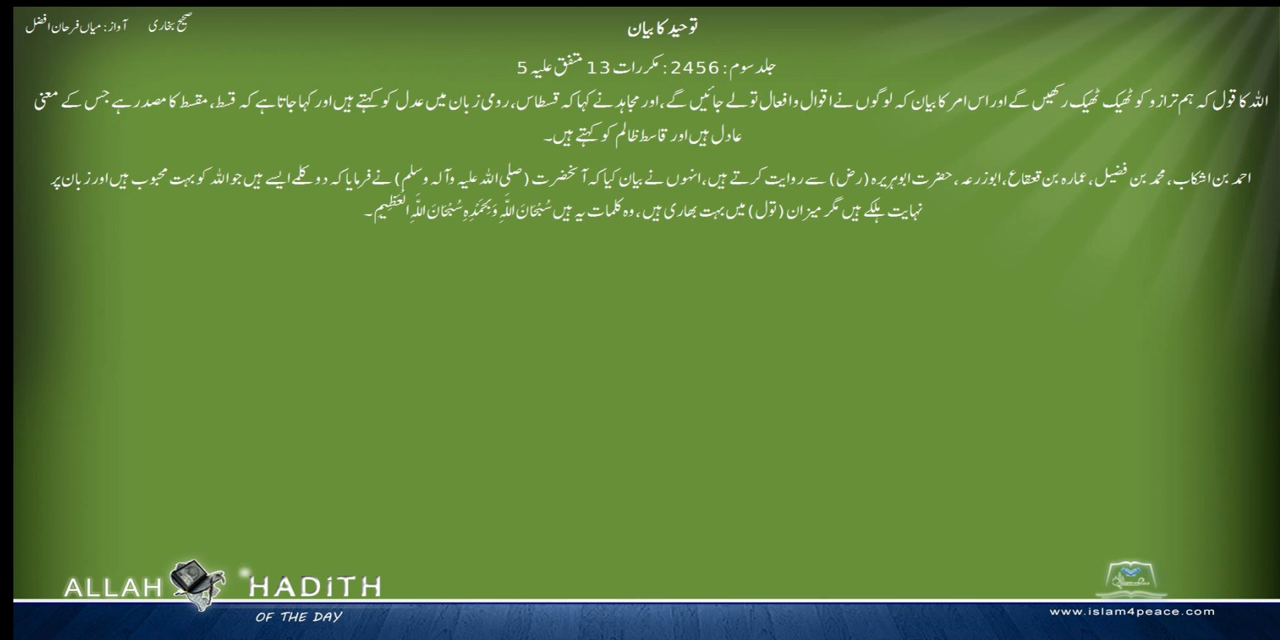 توحید کا بیان
صحیح بخاری
آواز: میاں فرحان افضل
جلد سوم : 2456 : مکررات 13 متفق علیہ 5
اللہ کا قول کہ ہم ترازو کو ٹھیک ٹھیک رکھیں گے اور اس امر کا بیان کہ لوگوں نے اقوال و افعال تولے جائیں گے، اور مجاہد نے کہا کہ قسطاس، رومی زبان میں عدل کو کہتے ہیں اور کہا جاتا ہے کہ قسط، مقسط کا مصدر ہے جس کے معنی
عادل ہیں اور قاسط ظالم کو کہتے ہیں۔
احمد بن اشکاب، محمد بن فضیل، عمارہ بن قعقاع، ابوزرعہ، حضرت ابوہریرہ (رض) سے روایت کرتے ہیں، انہوں نے بیان کیا کہ آنحضرت (صلی اللہ علیہ وآلہ وسلم) نے فرمایا کہ دو کلمے ایسے ہیں جو اللہ کو بہت محبوب ہیں اور زبان پر
نہایت ہلکے ہیں مگر میزان (تول) میں بہت بھاری ہیں، وہ کلمات یہ ہیں سُبْحَانَ اللَّهِ وَبِحَمْدِهِ سُبْحَانَ اللَّهِ الْعَظِيمِ۔
ALLAH HADITH
OF THE DAY
www.islam4peace.com